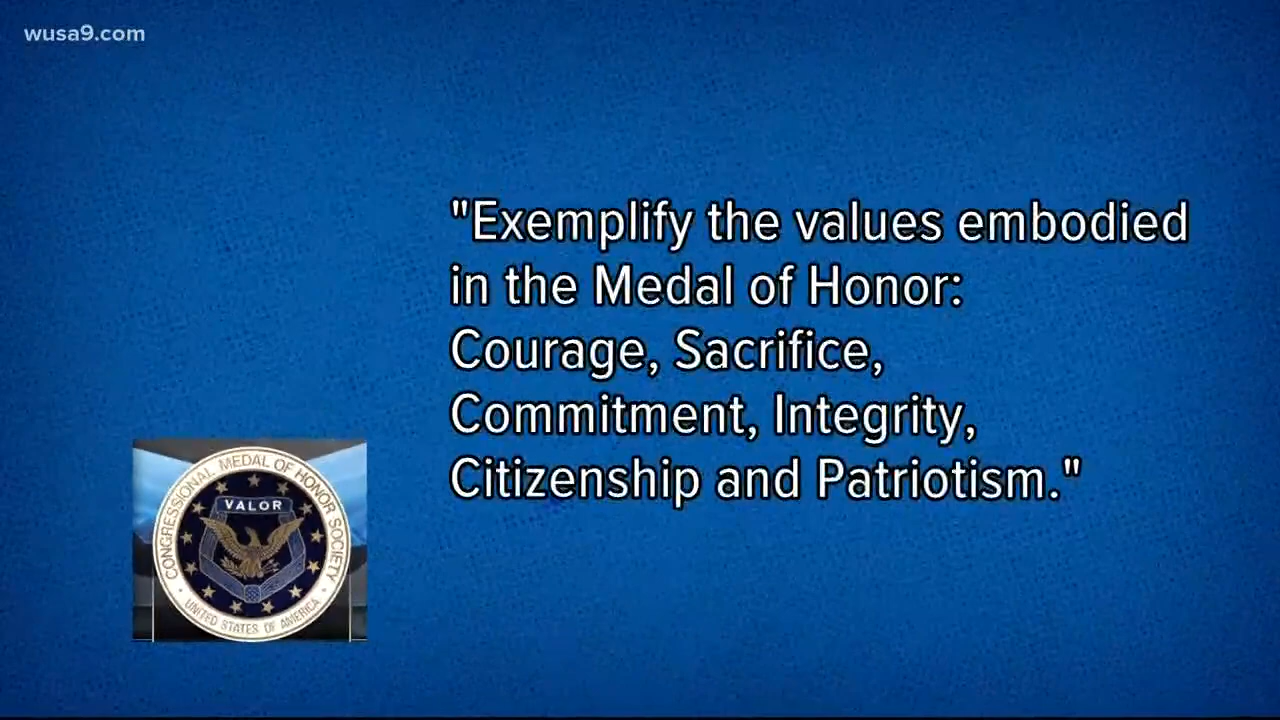 wusa9.com
"Exemplify the values embodied
in the Medal of Honor:
Courage, Sacrifice,
Commitment, Integrity,
Citizenship and Patriotism."
CONGRESSIONAL MEDAL OF HONOR SOCIETY
VALOR
UNITED STATES OF AMERICA